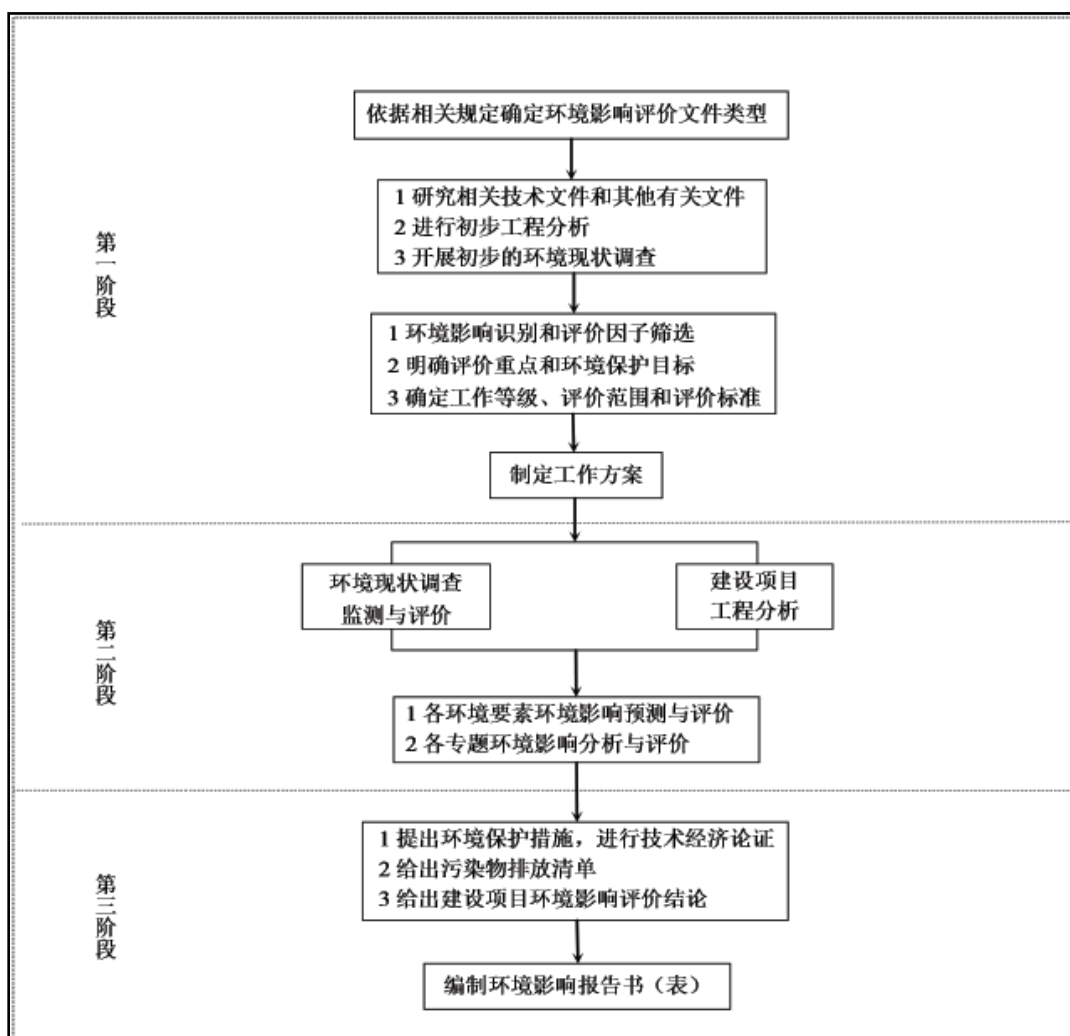 依据相关规定确定环境影响评价文件类型
1 研究相关技术文件和其他有关文件
2 进行初步工程分析
3 开展初步的环境现状调查
第一阶段
1 环境影响识别和评价因子筛选
2 明确评价重点和环境保护目标
3 确定工作等级、评价范围和评价标准
制定工作方案
环境现状调查
监测与评价
建设项目
工程分析
第二阶段
1 各环境要素环境影响预测与评价
2 各专题环境影响分析与评价
1 提出环境保护措施，进行技术经济论证
2 给出污染物排放清单
3 给出建设项目环境影响评价结论
第三阶段
编制环境影响报告书（表）